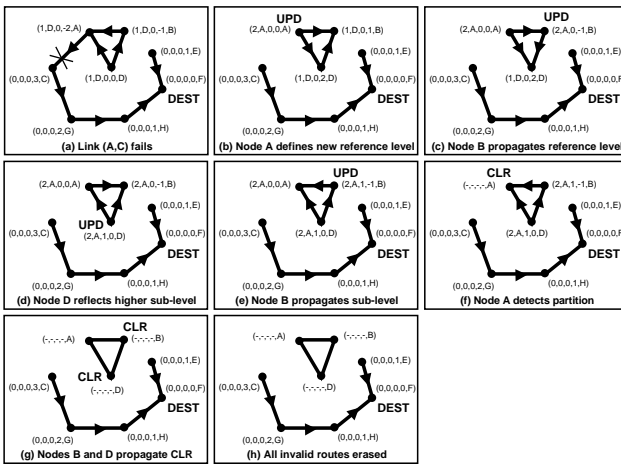 (1,D,0,-2,A)
(1,D,0,-1,B)
(0,0,0,1,E)
(0,0,0,3,C)
(1,D,0,0,D)
(0,0,0,0,F)
DEST
(0,0,0,2,G)
(0,0,0,1,H)
(a) Link (A,C) fails
UPD
(2,A,0,0,A)
(1,D,0,-1,B)
(0,0,0,1,E)
(0,0,0,3,C)
(1,D,0,2,D)
(0,0,0,0,F)
DEST
(0,0,0,2,G)
(0,0,0,1,H)
(b) Node A defines new reference level
UPD
(2,A,0,0,A)
(2,A,0,-1,B)
(0,0,0,1,E)
(0,0,0,3,C)
(1,D,0,2,D)
(0,0,0,0,F)
DEST
(0,0,0,2,G)
(0,0,0,1,H)
(c) Node B propagates reference level
(2,A,0,0,A)
(2,A,0,-1,B)
(0,0,0,1,E)
(0,0,0,3,C)
UPD
(2,A,1,0,D)
(0,0,0,0,F)
DEST
(0,0,0,2,G)
(0,0,0,1,H)
(d) Node D reflects higher sub-level
UPD
(2,A,0,0,A)
(2,A,1,-1,B)
(0,0,0,1,E)
(0,0,0,3,C)
(2,A,1,0,D)
(0,0,0,0,F)
DEST
(0,0,0,2,G)
(0,0,0,1,H)
(e) Node B propagates sub-level
CLR
(-,-,-,-,A)
(2,A,1,-1,B)
(0,0,0,1,E)
(0,0,0,3,C)
(2,A,1,0,D)
(0,0,0,0,F)
DEST
(0,0,0,2,G)
(0,0,0,1,H)
(f) Node A detects partition
CLR
(-,-,-,-,A)
(-,-,-,-,B)
(0,0,0,1,E)
(0,0,0,3,C)
CLR
(-,-,-,-,D)
(0,0,0,0,F)
DEST
(0,0,0,2,G)
(0,0,0,1,H)
(g) Nodes B and D propagate CLR
(-,-,-,-,A)
(-,-,-,-,B)
(0,0,0,1,E)
(0,0,0,3,C)
(-,-,-,-,D)
(0,0,0,0,F)
DEST
(0,0,0,2,G)
(0,0,0,1,H)
(h) All invalid routes erased